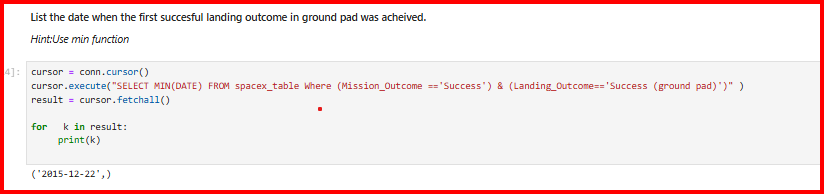 List the date when the first succesful landing outcome in ground pad was acheived.
Hint:Use min function
4]: cursor = conn.cursor()
cursor.execute("SELECT MIN(DATE) FROM spacex_table Where (Mission_Outcome =='Success') & (Landing_Outcome=='Success (ground pad)')" )
result = cursor.fetchall()
for k in result:
print(k)
('2015-12-22',)